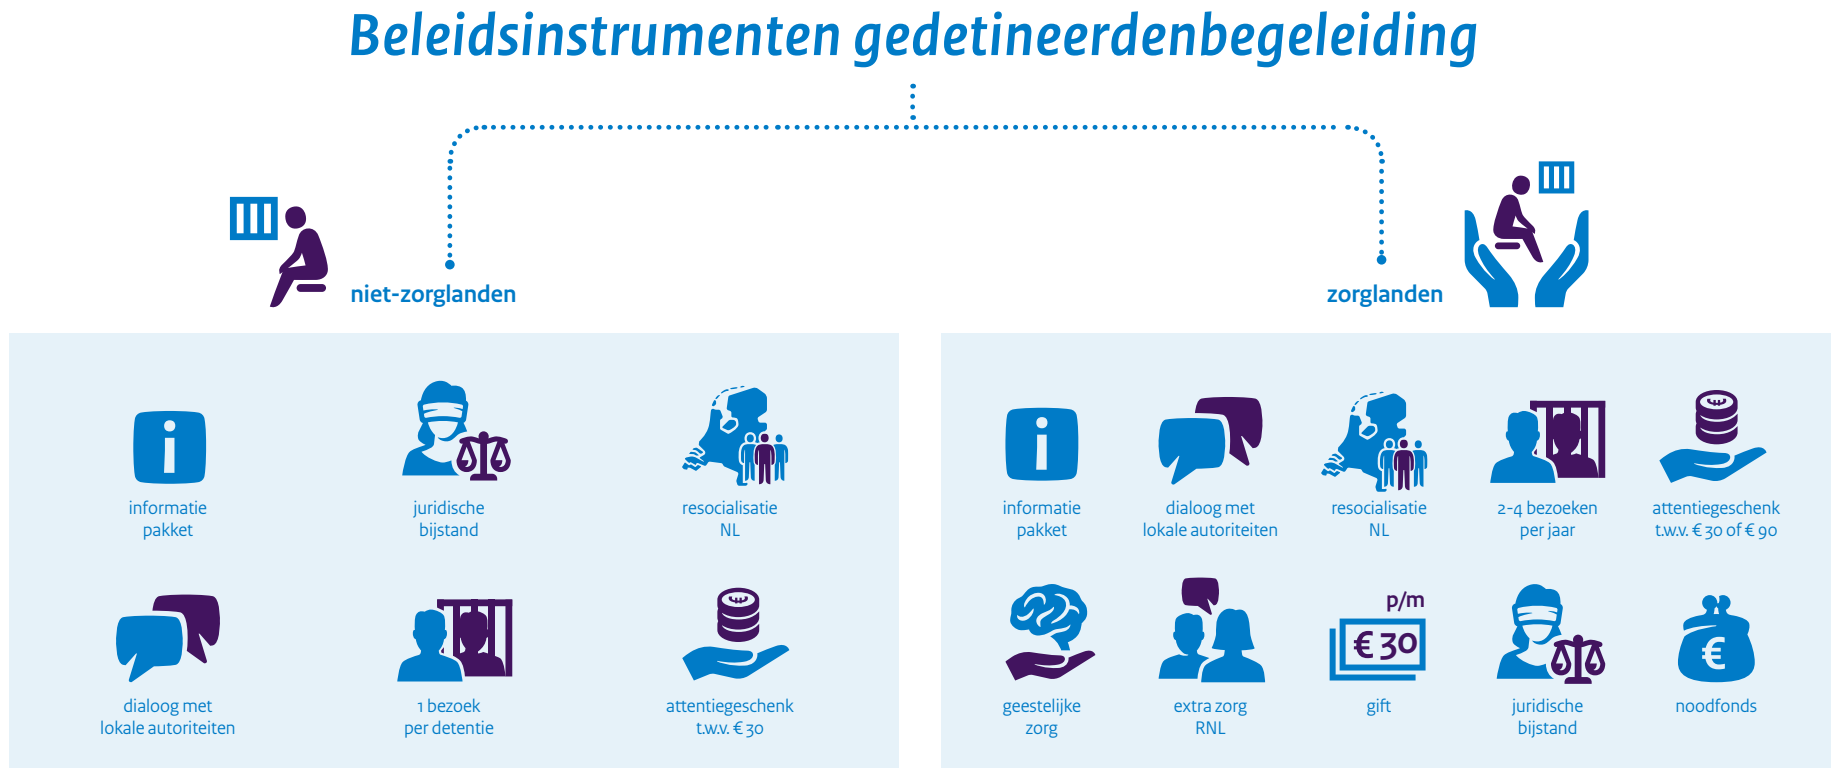 Beleidsinstrumenten gedetineerdenbegeleiding
niet-zorglanden
informatie
pakket
juridische
bijstand
resocialisatie
NL
dialoog met
lokale autoriteiten
1 bezoek
per detentie
attentiegeschenk
t.w.v. € 30
zorglanden
i
informatie
pakket
dialoog met
lokale autoriteiten
resocialisatie
NL
2-4 bezoeken
per jaar
attentiegeschenk
t.w.v. € 30 of € 90
geestelijke
zorg
extra zorg
RNL
p/m
€ 30
gift
juridische
bijstand
€
noodfonds